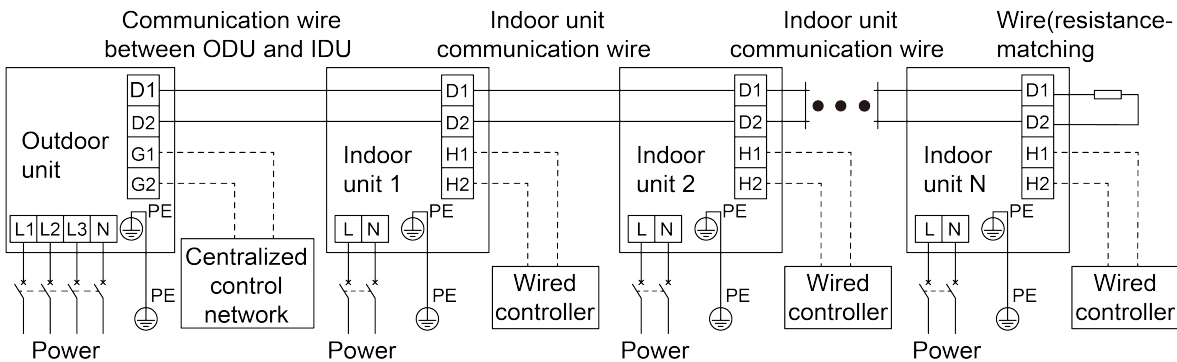 Communication wire
between ODU and IDU
Indoor unit
communication wire
Indoor unit
communication wire
Wire(resistance-
matching
Outdoor
unit
D1
D2
G1
G2
L1 L2 L3 N
PE
PE
Power
Centralized
control
network
Indoor
unit 1
D1
D2
H1
H2
L N
PE
PE
Power
Wired
controller
Indoor
unit 2
D1
D2
H1
H2
L N
PE
PE
Power
Wired
controller
Indoor
unit N
D1
D2
H1
H2
L N
PE
PE
Power
Wired
controller